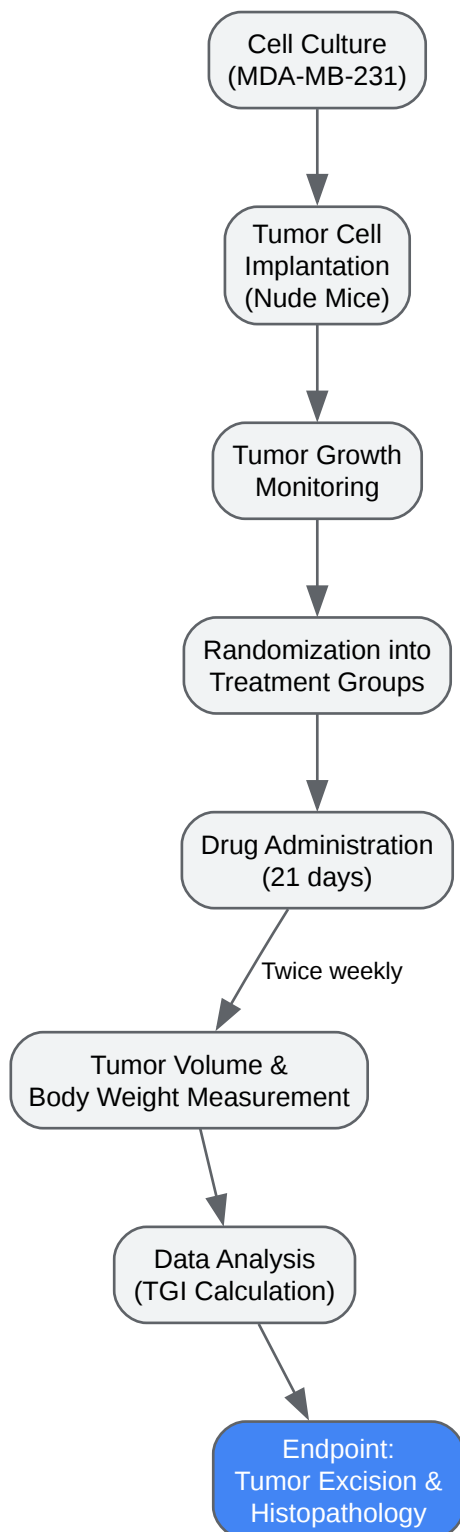 Cell Culture
(MDA-MB-231)
Tumor Cell
Implantation
(Nude Mice)
Tumor Growth
Monitoring
Randomization into
Treatment Groups
Drug Administration
(21 days)
Twice weekly
Tumor Volume &
Body Weight Measurement
Data Analysis
(TGI Calculation)
Endpoint:
Tumor Excision &
Histopathology